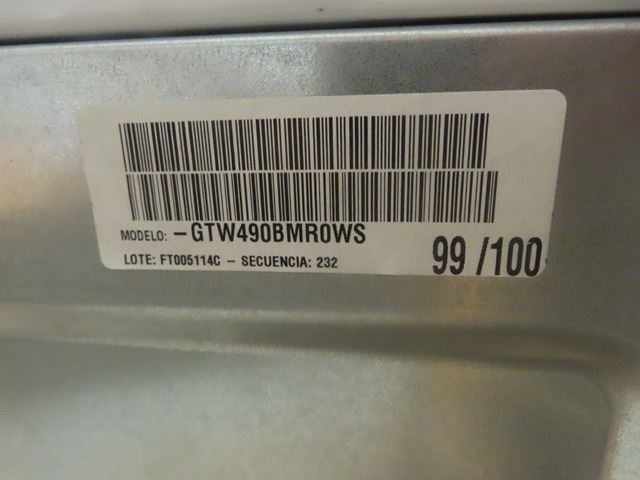 MODELO: -GTW490BMR0WS
LOTE: FT005114C - SECUENCIA: 232
99 /100